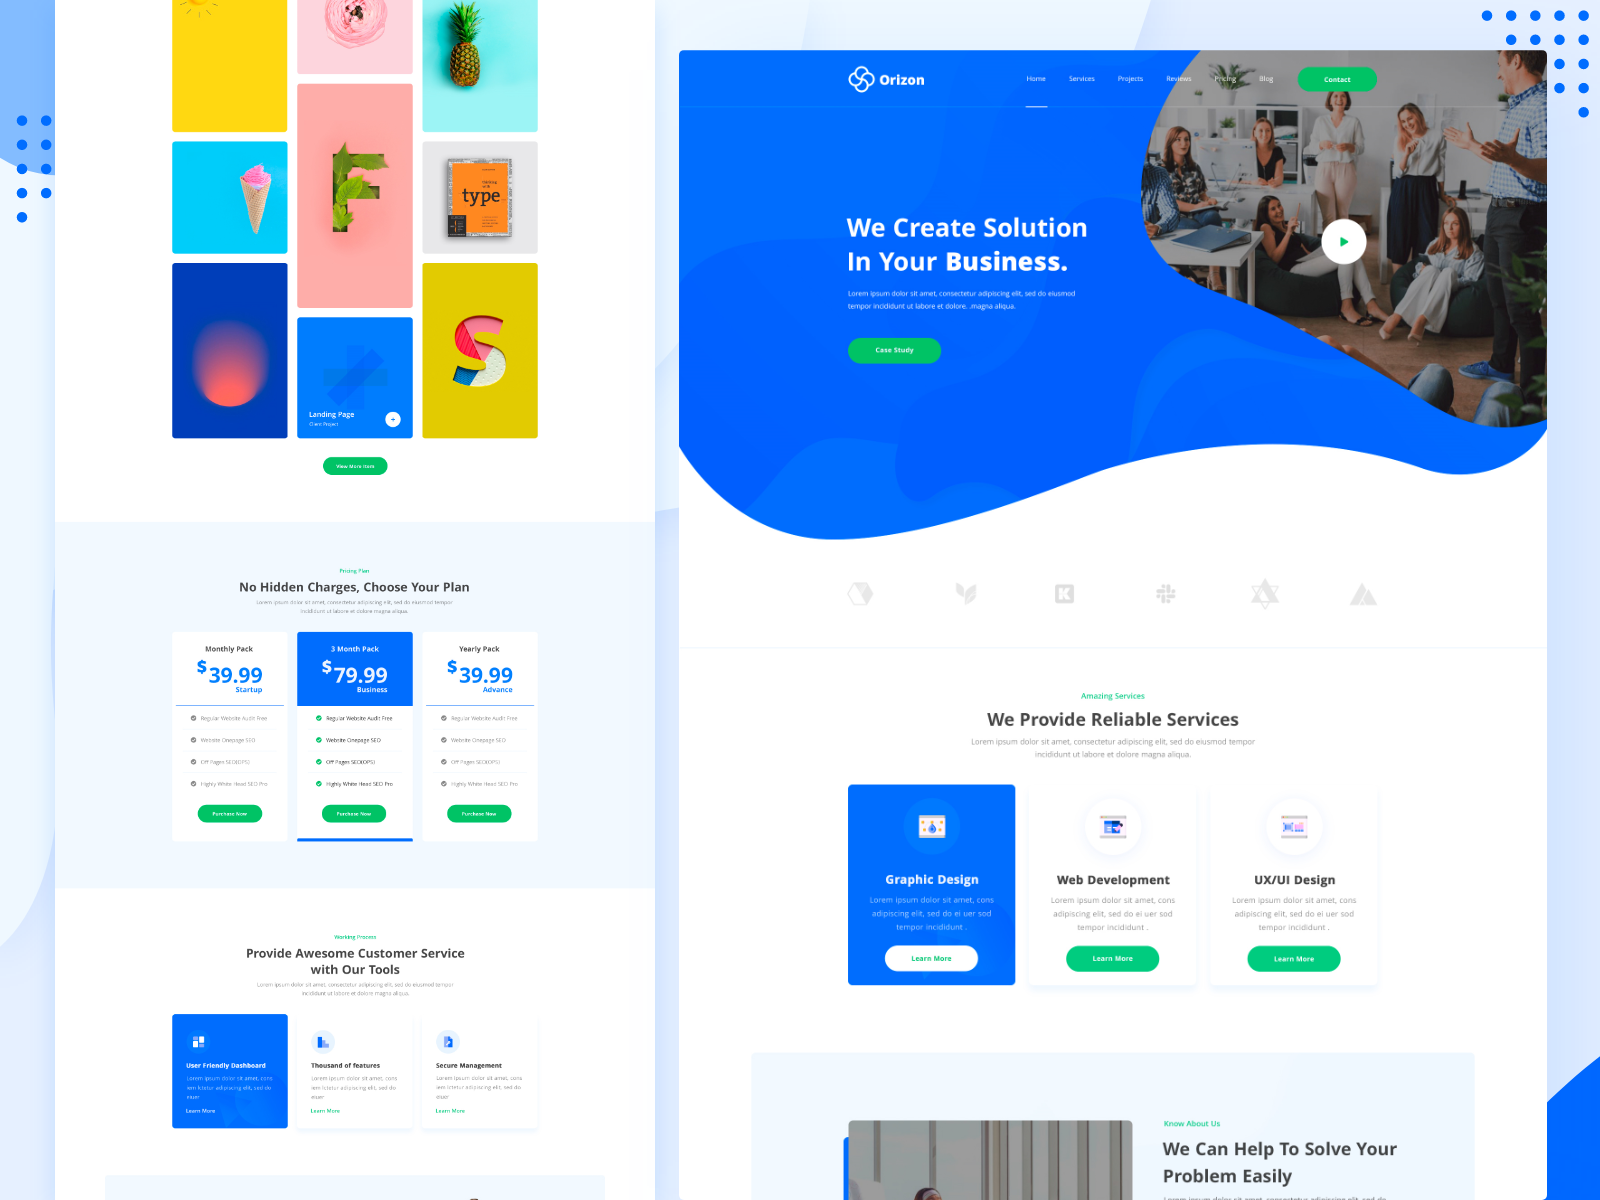 type
Landing Page
Client Project
View More Item
Pricing Plan
No Hidden Charges, Choose Your Plan
Lorem ipsum dolor sit amet, consectetur adipiscing elit, sed do eiusmod tempor
incididunt ut labore et dolore magna aliqua.
Monthly Pack
$39.99
Startup
Regular Website Audit Free
Website Onepage SEO
Off Pages SEO(OPS)
Highly White Head SEO Pro
Purchase Now
3 Month Pack
$79.99
Business
Regular Website Audit Free
Website Onepage SEO
Off Pages SEO(OPS)
Highly White Head SEO Pro
Purchase Now
Yearly Pack
$39.99
Advance
Regular Website Audit Free
Website Onepage SEO
Off Pages SEO(OPS)
Highly White Head SEO Pro
Purchase Now
Working Process
Provide Awesome Customer Service
with Our Tools
Lorem ipsum dolor sit amet, consectetur adipiscing elit, sed do eiusmod tempor
incididunt ut labore et dolore magna aliqua.
User Friendly Dashboard
Lorem ipsum dolor sit amet, cons
iem lctetur adipiscing elit, sed do
eiuer
Learn More
Thousand of features
Lorem ipsum dolor sit amet, cons
iem lctetur adipiscing elit, sed do
eiuer
Learn More
Secure Management
Lorem ipsum dolor sit amet, cons
iem lctetur adipiscing elit, sed do
eiuer
Learn More
Orizon
Home Services Projects Reviews Pricing Blog Contact
We Create Solution
In Your Business.
Lorem ipsum dolor sit amet, consectetur adipiscing elit, sed do eiusmod
tempor incididunt ut labore et dolore. .magna aliqua.
Case Study
Amazing Services
We Provide Reliable Services
Lorem ipsum dolor sit amet, consectetur adipiscing elit, sed do eiusmod tempor
incididunt ut labore et dolore magna aliqua.
Graphic Design
Lorem ipsum dolor sit amet, cons
adipiscing elit, sed do ei uer sod
tempor incididunt .
Learn More
Web Development
Lorem ipsum dolor sit amet, cons
adipiscing elit, sed do ei uer sod
tempor incididunt .
Learn More
UX/UI Design
Lorem ipsum dolor sit amet, cons
adipiscing elit, sed do ei uer sod
tempor incididunt .
Learn More
Know About Us
We Can Help To Solve Your
Problem Easily